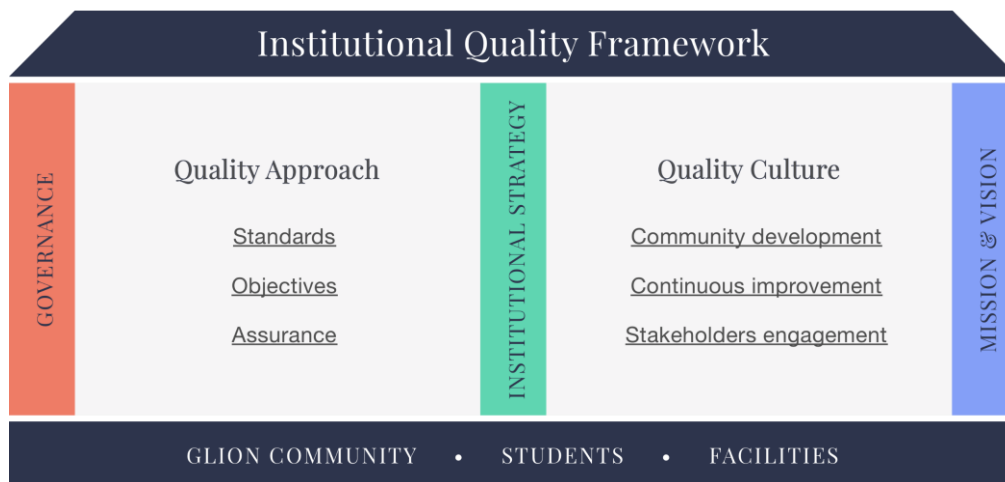 Institutional Quality Framework
GOVERNANCE
Quality Approach
Standards
Objectives
Assurance
INSTITUTIONAL STRATEGY
Quality Culture
Community development
Continuous improvement
Stakeholders engagement
MISSION & VISION
GLION COMMUNITY • STUDENTS • FACILITIES